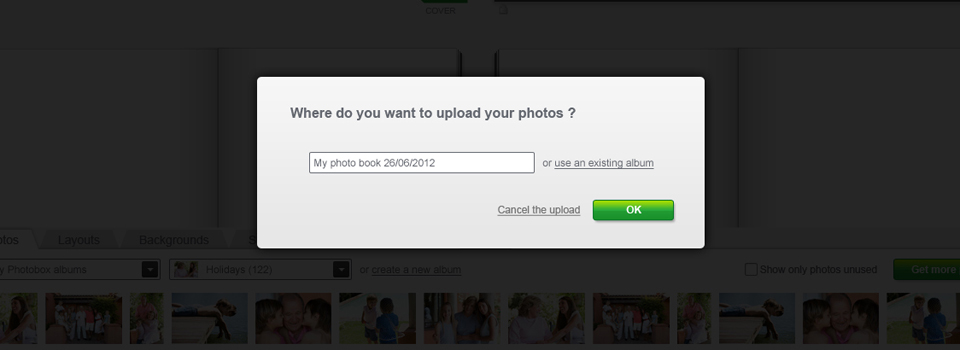 COVER
Where do you want to upload your photos ?
My photo book 26/06/2012 or use an existing album
Cancel the upload OK
Layouts Backgrounds
Photobox albums Holidays (122) or create a new album Show only photos unused Get more